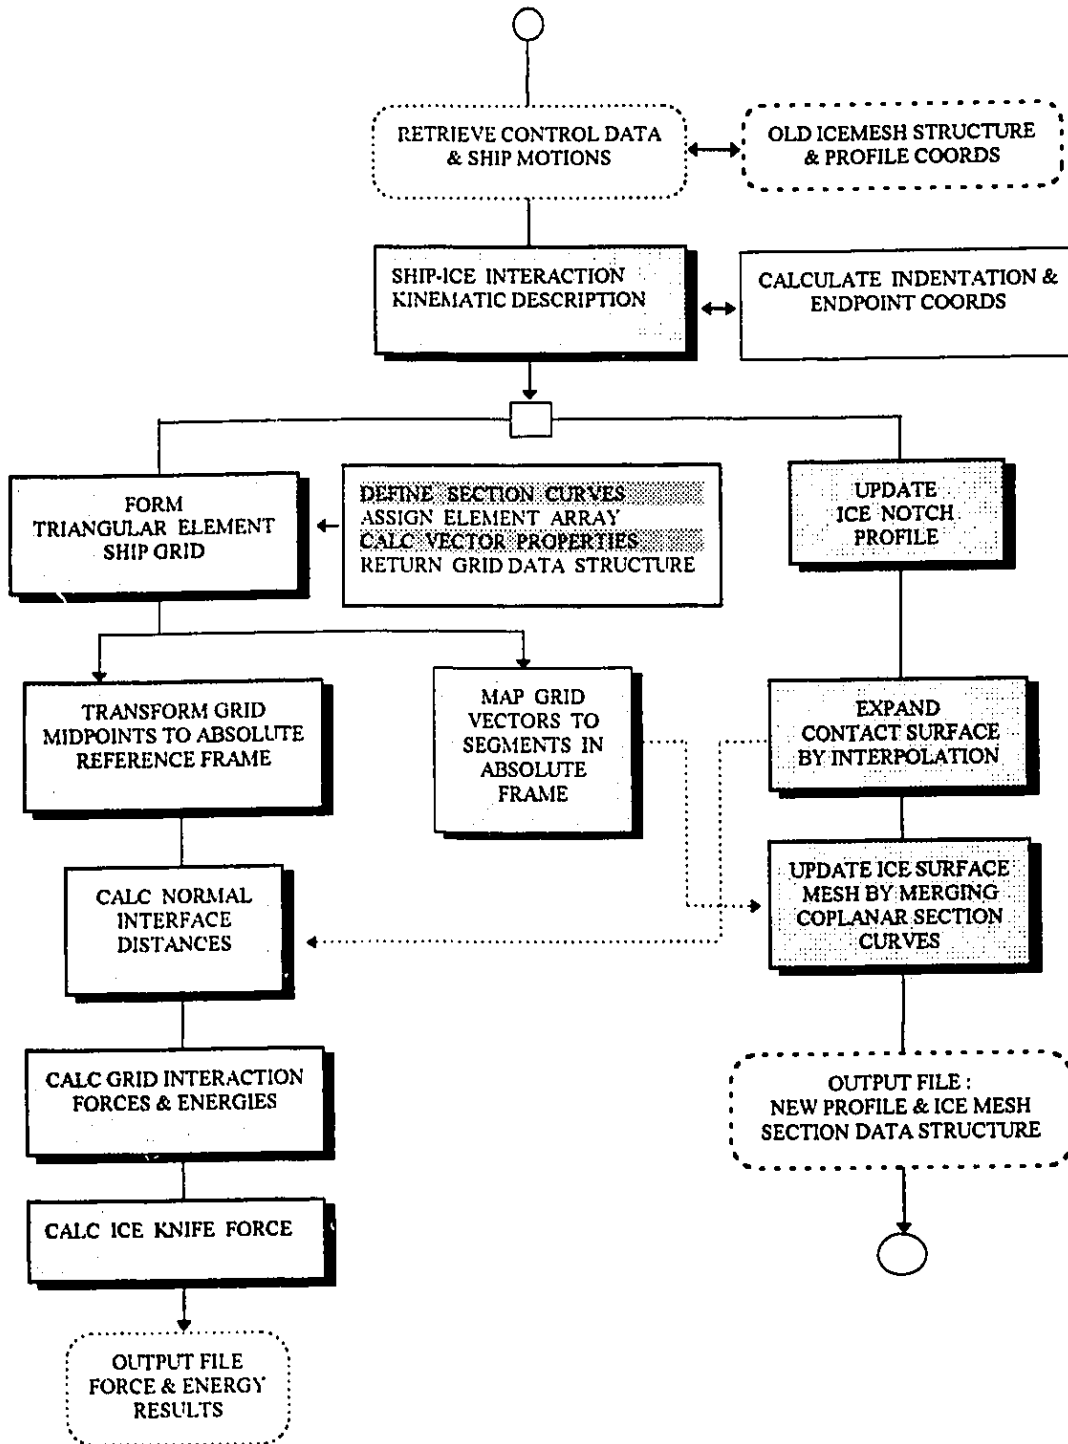 RETRIEVE CONTROL DATA
& SHIP MOTIONS
OLD ICEMESH STRUCTURE
& PROFILE COORDS
SHIP-ICE INTERACTION
KINEMATIC DESCRIPTION
CALCULATE INDENTATION &
ENDPOINT COORDS
FORM
TRIANGULAR ELEMENT
SHIP GRID
DEFINE SECTION CURVES
ASSIGN ELEMENT ARRAY
CALC VECTOR PROPERTIES
RETURN GRID DATA STRUCTURE
UPDATE
ICE NOTCH
PROFILE
TRANSFORM GRID
MIDPOINTS TO ABSOLUTE
REFERENCE FRAME
MAP GRID
VECTORS TO
SEGMENTS IN
ABSOLUTE
FRAME
EXPAND
CONTACT SURFACE
BY INTERPOLATION
CALC NORMAL
INTERFACE
DISTANCES
UPDATE ICE SURFACE
MESH BY MERGING
COPLANAR SECTION
CURVES
CALC GRID INTERACTION
FORCES & ENERGIES
OUTPUT FILE :
NEW PROFILE & ICE MESH
SECTION DATA STRUCTURE
CALC ICE KNIFE FORCE
OUTPUT FILE
FORCE & ENERGY
RESULTS